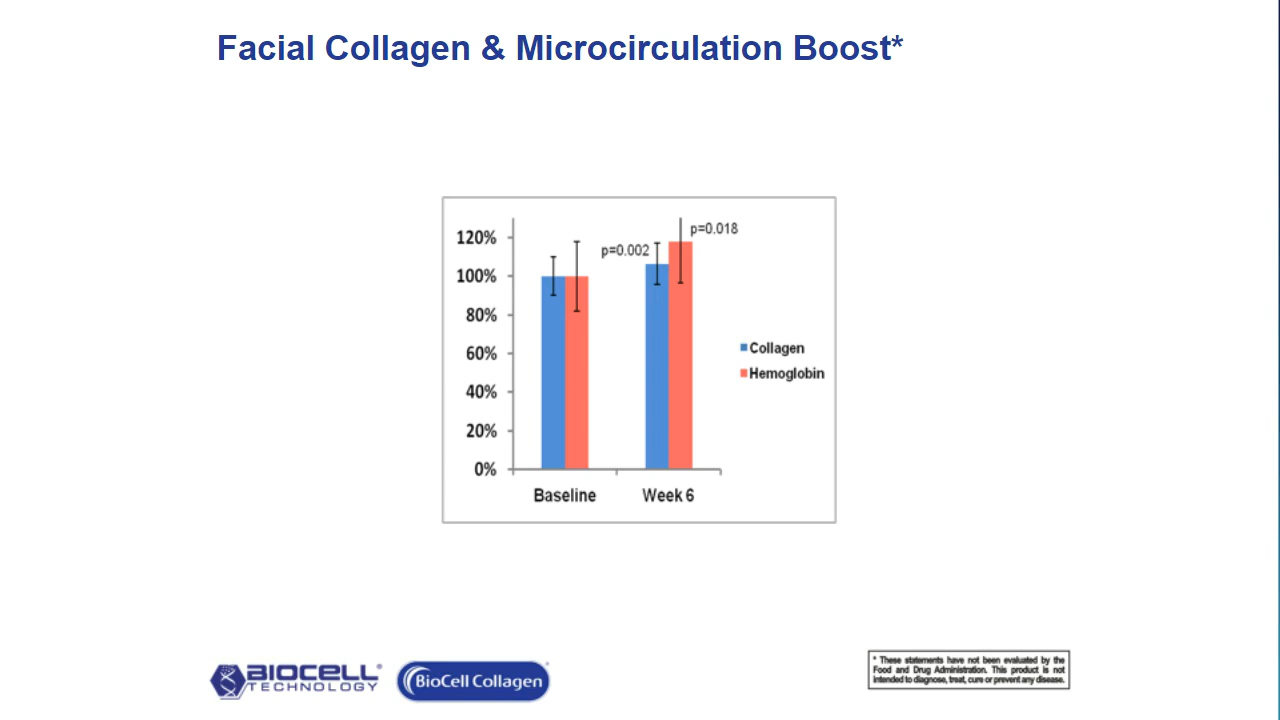 Facial Collagen & Microcirculation Boost*
120%
100%
80%
60%
40%
20%
0%
p=0.002
p=0.018
Baseline
Week 6
Collagen
Hemoglobin
BIOCELL®
TECHNOLOGY
BioCell Collagen®
* These statements have not been evaluated by the
Food and Drug Administration. This product is not
intended to diagnose, treat, cure or prevent any disease.